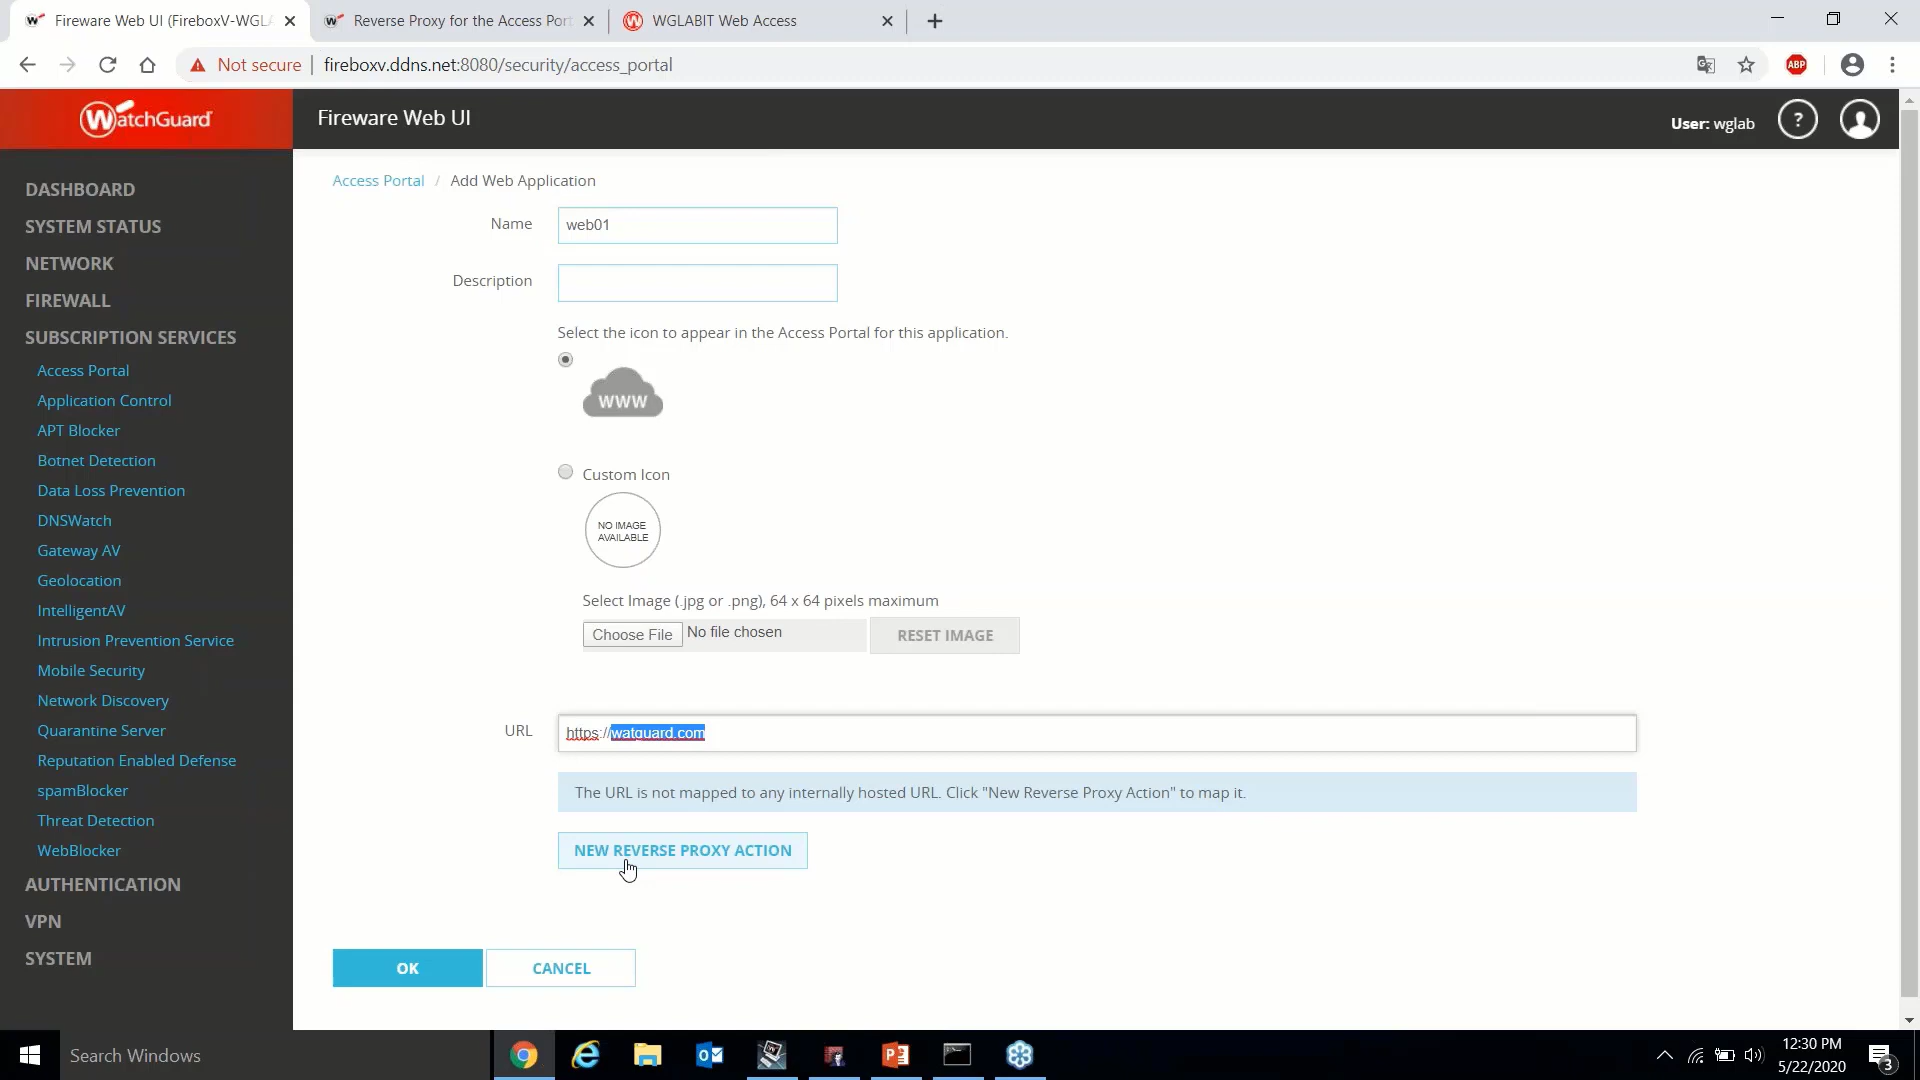 Fireware Web UI (FireboxV-WGLA
Reverse Proxy for the Access Port
WGLABIT Web Access
Not secure
fireboxv.ddns.net:8080/security/access_portal
ABP
WatchGuard
Fireware Web UI
User: wglab
?
DASHBOARD
SYSTEM STATUS
NETWORK
FIREWALL
SUBSCRIPTION SERVICES
Access Portal
Application Control
APT Blocker
Botnet Detection
Data Loss Prevention
DNSWatch
Gateway AV
Geolocation
IntelligentAV
Intrusion Prevention Service
Mobile Security
Network Discovery
Quarantine Server
Reputation Enabled Defense
spamBlocker
Threat Detection
WebBlocker
AUTHENTICATION
VPN
SYSTEM
Access Portal / Add Web Application
Name
web01
Description
Select the icon to appear in the Access Portal for this application.
WWW
Custom Icon
NO IMAGE
AVAILABLE
Select Image (.jpg or .png), 64 x 64 pixels maximum
Choose File
No file chosen
RESET IMAGE
URL
https://watguard.com
The URL is not mapped to any internally hosted URL. Click "New Reverse Proxy Action" to map it.
NEW REVERSE PROXY ACTION
OK
CANCEL
Search Windows
12:30 PM
5/22/2020
3